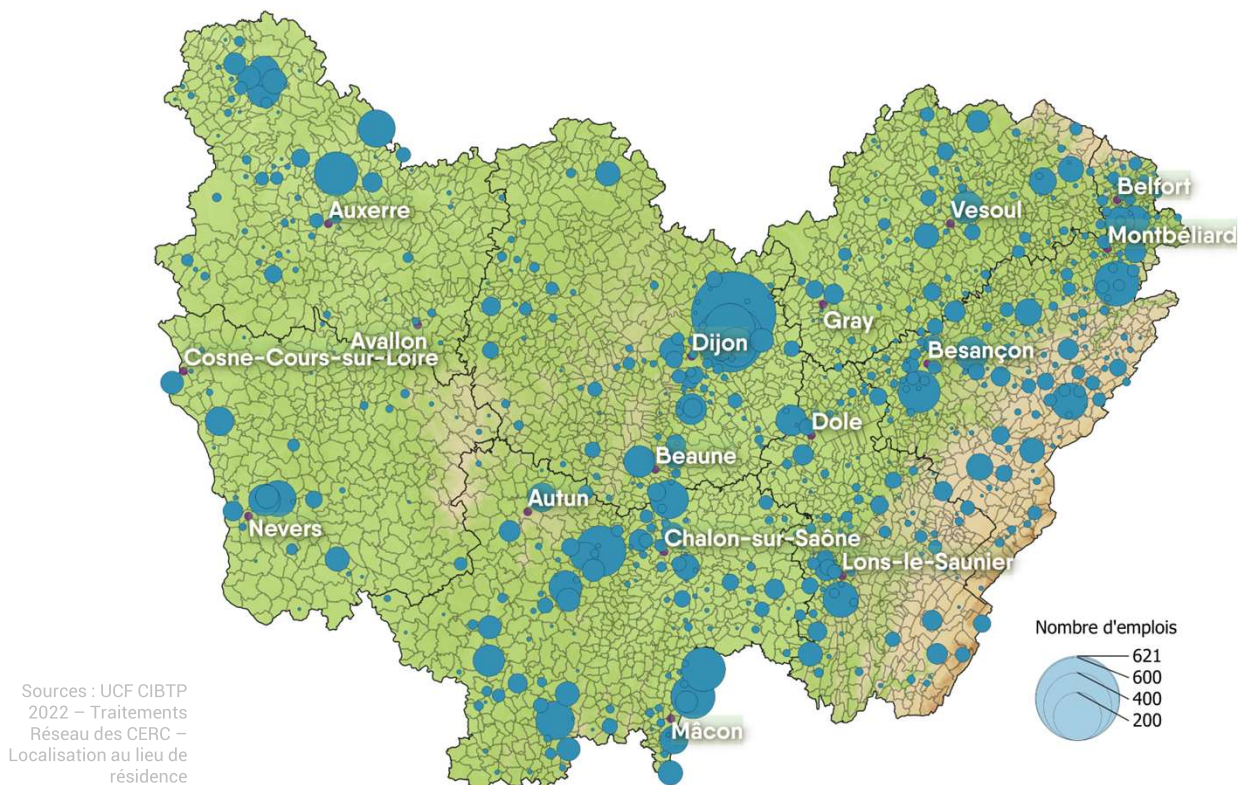 Belfort
Vesoul
Auxerre
Montbéliard
Gray
Avallon
Dijon
Cosne-Cours-sur-Loire
Besançon
Dole
Beaune
Autun
Nevers
Chalon-sur-Saône
Lons-le-Saunier
Mâcon
Nombre d'emplois
621
600
400
200
Sources : UCF CIBTP
2022 – Traitements
Réseau des CERC –
Localisation au lieu de
résidence